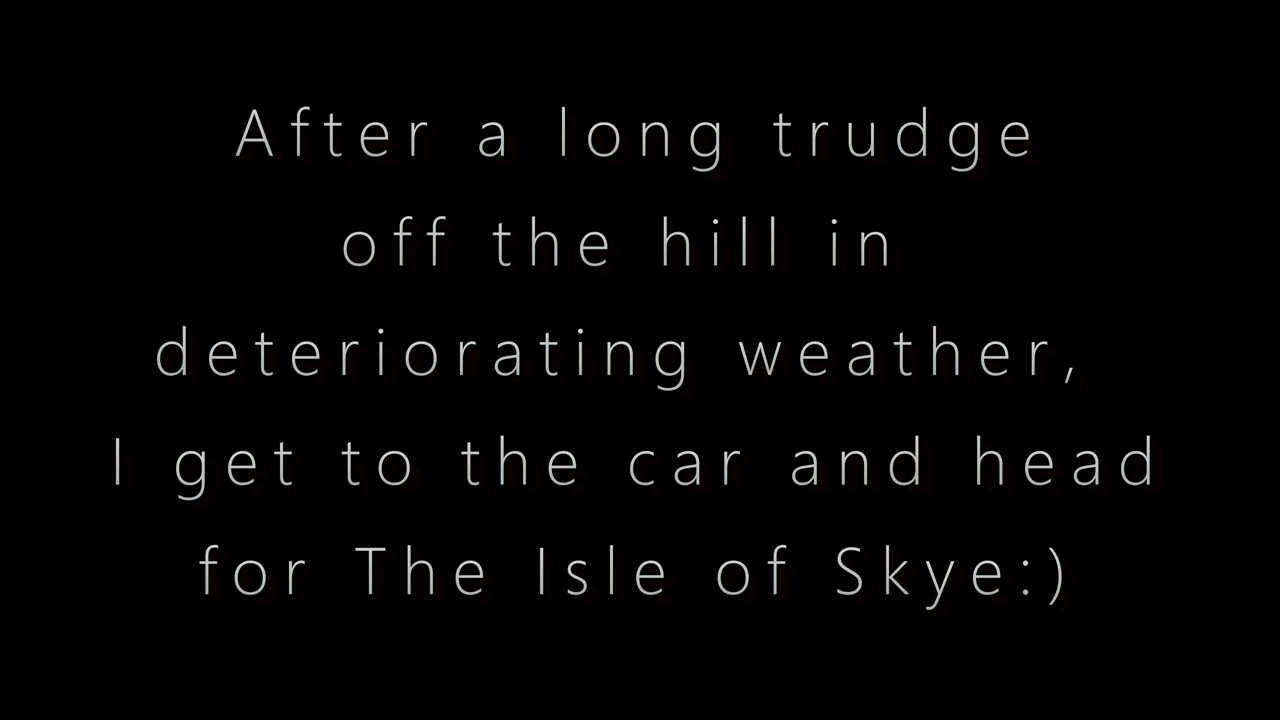 After a long trudge
off the hill in
deteriorating weather,
I get to the car and head
for The Isle of Skye:)